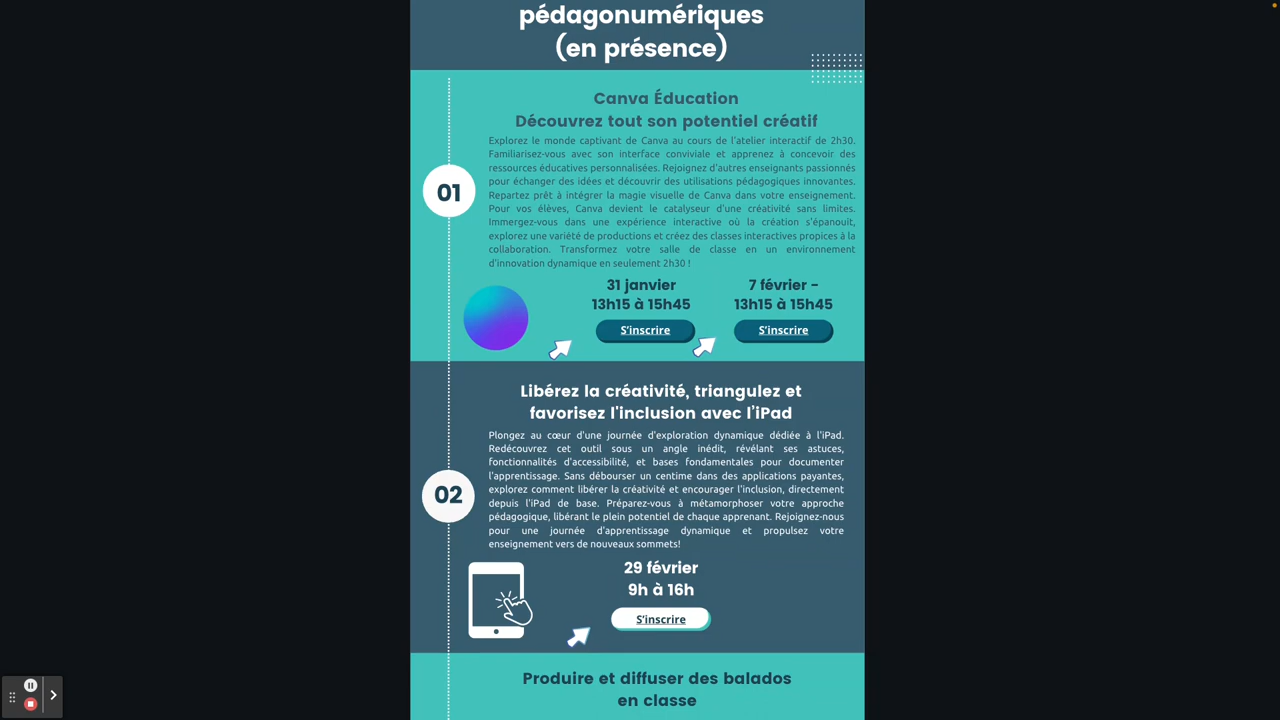 pédagonumériques
(en présence)
Canva Éducation
Découvrez tout son potentiel créatif
Explorez le monde captivant de Canva au cours de l'atelier interactif de 2h30.
Familiarisez-vous avec son interface conviviale et apprenez à concevoir des
ressources éducatives personnalisées. Rejoignez d'autres enseignants passionnés
pour échanger des idées et découvrir des utilisations pédagogiques innovantes.
Repartez prêt à intégrer la magie visuelle de Canva dans votre enseignement.
Pour vos élèves, Canva devient le catalyseur d'une créativité sans limites.
Immergez-vous dans une expérience interactive où la création s'épanouit,
explorez une variété de productions et créez des classes interactives propices à la
collaboration. Transformez votre salle de classe en un environnement
d'innovation dynamique en seulement 2h30 !
01
31 janvier
13h15 à 15h45
S'inscrire
7 février -
13h15 à 15h45
S'inscrire
Libérez la créativité, triangulez et
favorisez l'inclusion avec l'iPad
Plongez au cœur d'une journée d'exploration dynamique dédiée à l'iPad.
Redécouvrez cet outil sous un angle inédit, révélant ses astuces,
fonctionnalités d'accessibilité, et bases fondamentales pour documenter
l'apprentissage. Sans débourser un centime dans des applications payantes,
explorez comment libérer la créativité et encourager l'inclusion, directement
depuis l'iPad de base. Préparez-vous à métamorphoser votre approche
pédagogique, libérant le plein potentiel de chaque apprenant. Rejoignez-nous
pour une journée d'apprentissage dynamique et propulsez votre
enseignement vers de nouveaux sommets!
02
29 février
9h à 16h
S'inscrire
Produire et diffuser des balados
en classe